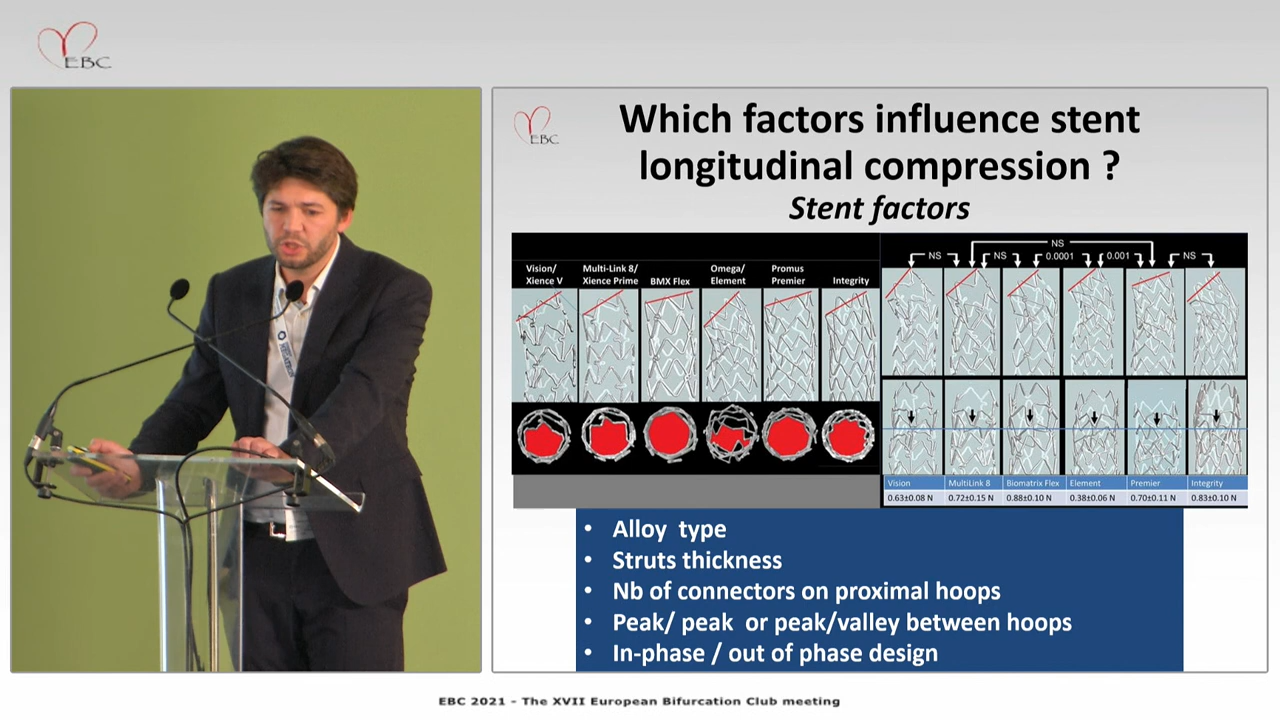 EBC
EBC
Which factors influence stent
longitudinal compression ?
Stent factors
Vision/
Xience V
Multi-Link 8/
Xience Prime
BMX Flex
Omega/
Element
Promus
Premier
Integrity
NS
NS
NS
0.0001
0.001
NS
Vision
MultiLink 8
Biomatrix Flex
Element
Premier
Integrity
0.63±0.08 N
0.72±0.15 N
0.88±0.10 N
0.38±0.06 N
0.70±0.11 N
0.83±0.10 N
• Alloy type
• Struts thickness
• Nb of connectors on proximal hoops
• Peak/ peak or peak/valley between hoops
• In-phase / out of phase design
EBC 2021 - The XVII European Bifurcation Club meeting